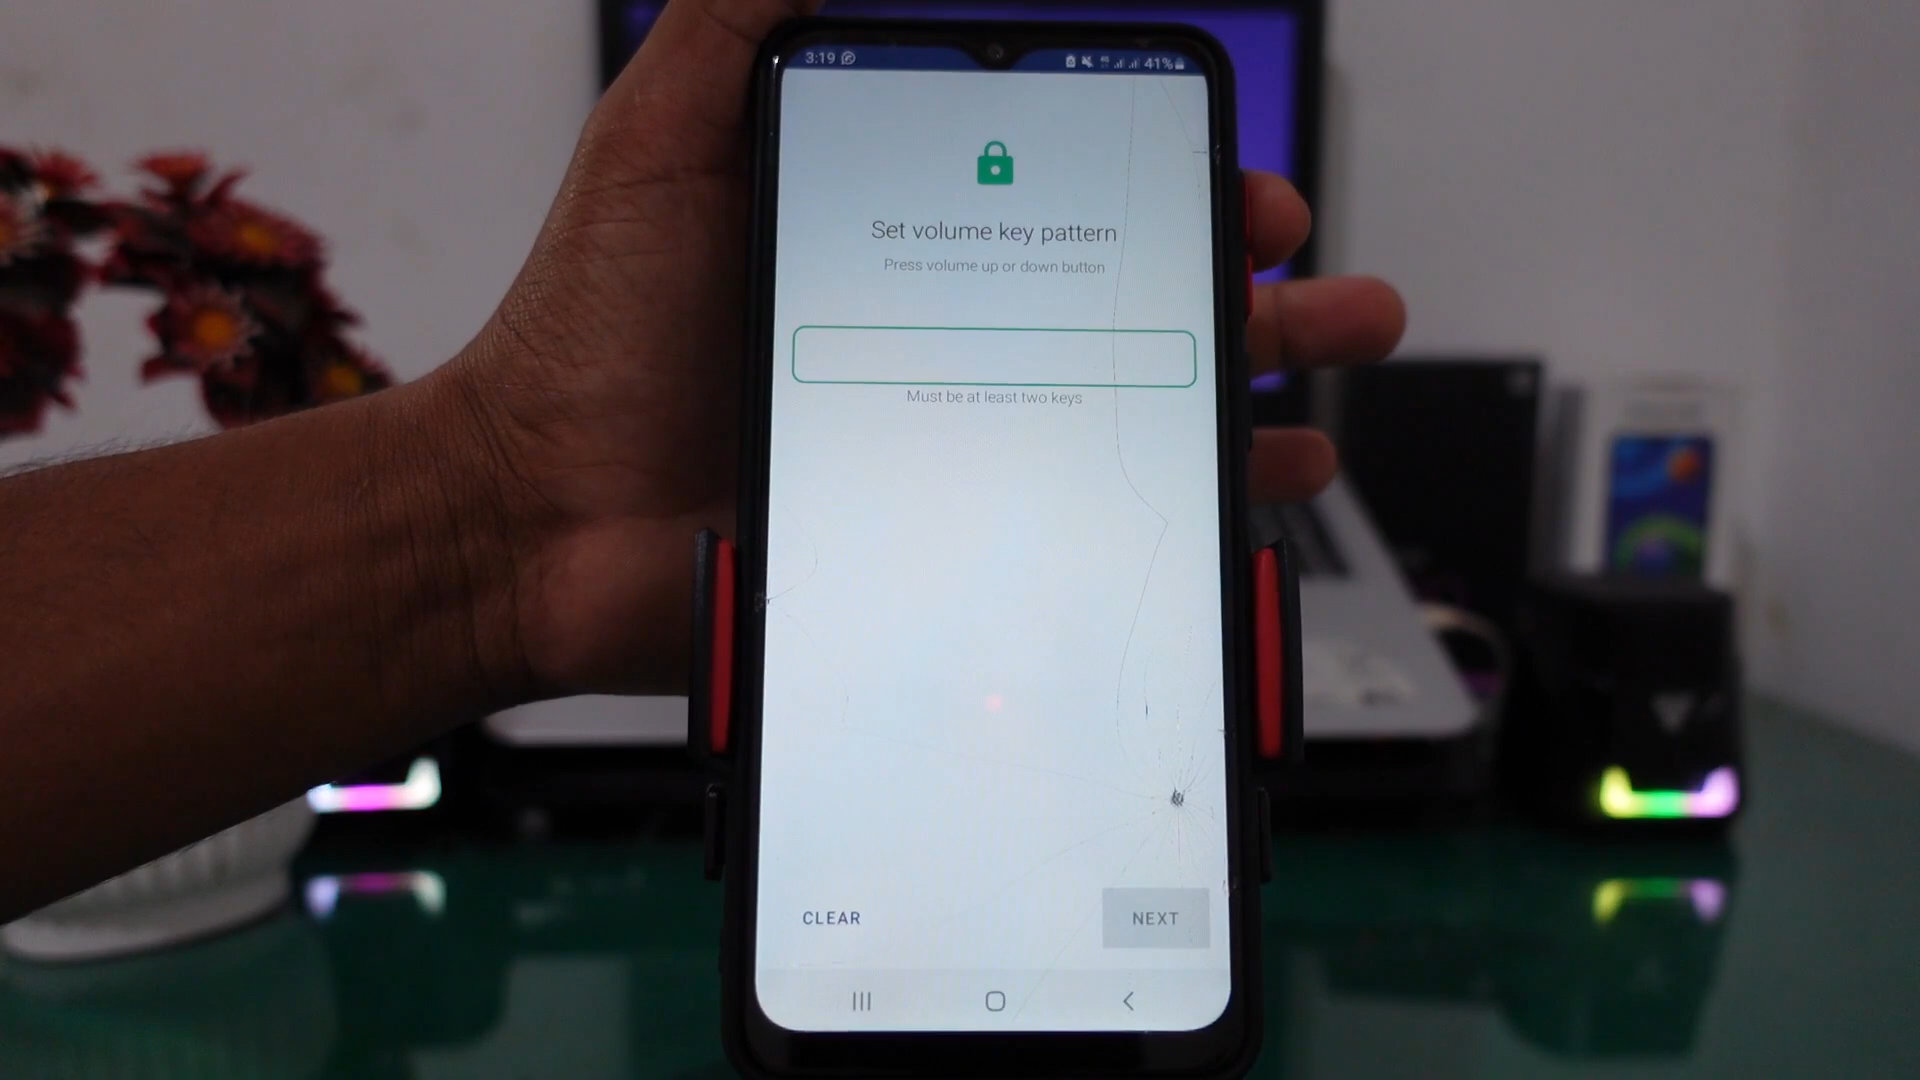 3:19
41%
Set volume key pattern
Press volume up or down button
Must be at least two keys
CLEAR
NEXT